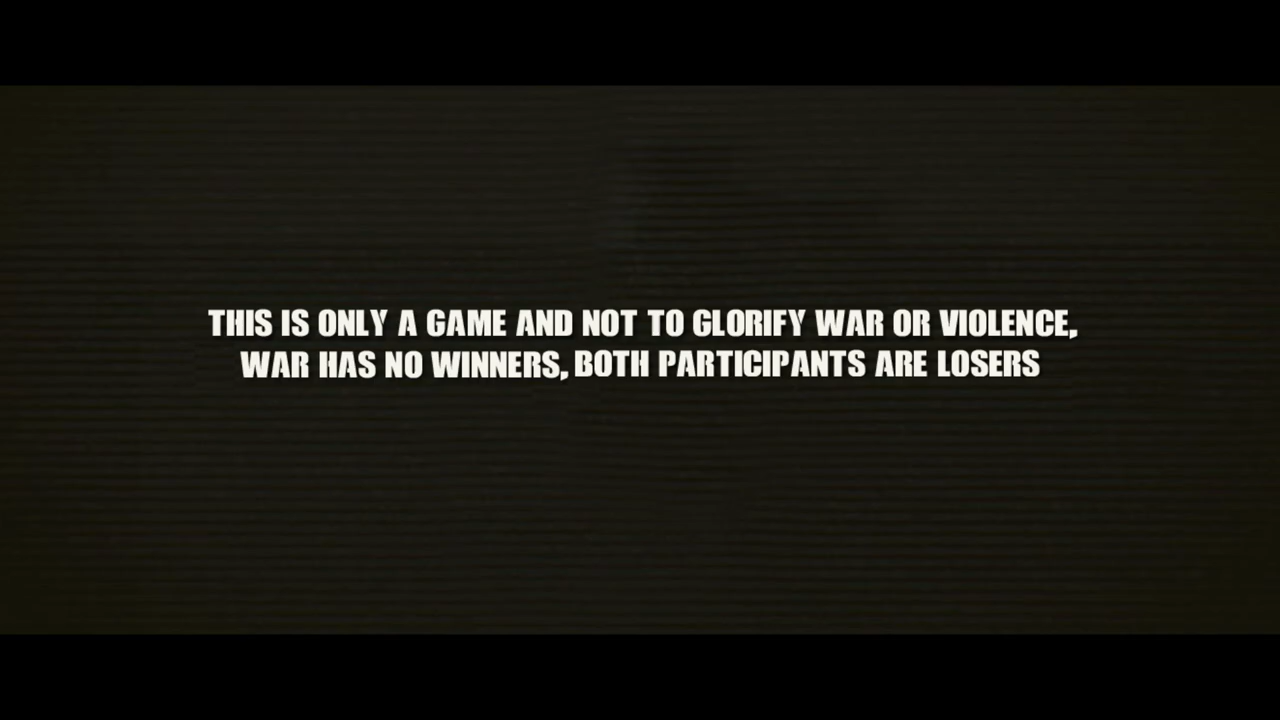 THIS IS ONLY A GAME AND NOT TO GLORIFY WAR OR VIOLENCE,
WAR HAS NO WINNERS, BOTH PARTICIPANTS ARE LOSERS